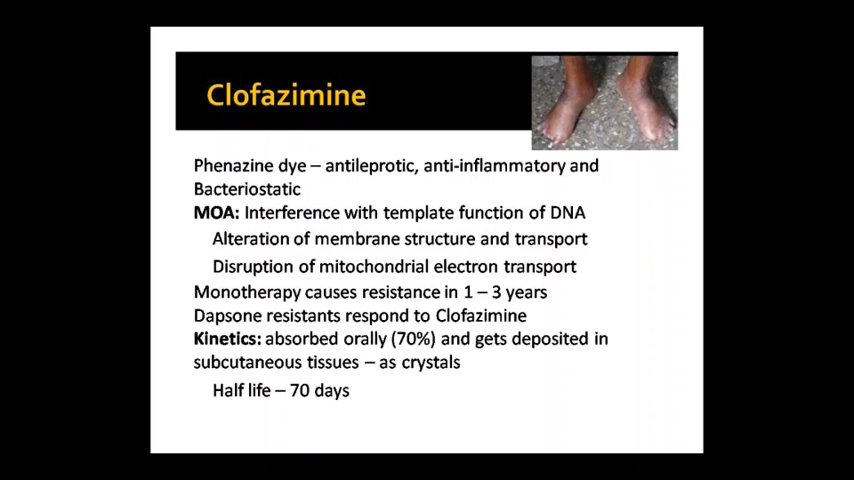 Clofazimine
Phenazine dye – antileprotic, anti-inflammatory and
Bacteriostatic
MOA: Interference with template function of DNA
Alteration of membrane structure and transport
Disruption of mitochondrial electron transport
Monotherapy causes resistance in 1 – 3 years
Dapsone resistants respond to Clofazimine
Kinetics: absorbed orally (70%) and gets deposited in
subcutaneous tissues – as crystals
Half life – 70 days